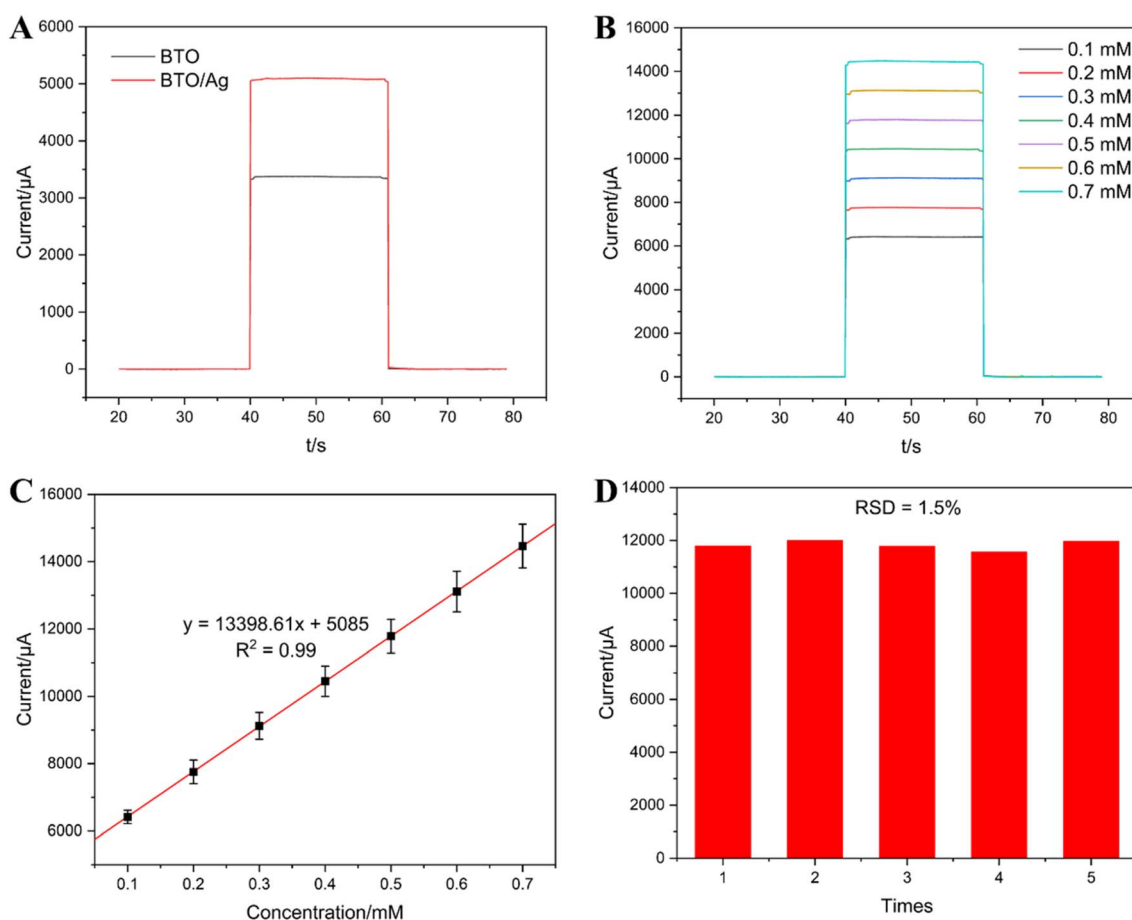 A
BTO
BTO/Ag
6000
5000
4000
3000
2000
1000
0
Current/μA
20 30 40 50 60 70 80
t/s
B
0.1 mM
0.2 mM
0.3 mM
0.4 mM
0.5 mM
0.6 mM
0.7 mM
16000
14000
12000
10000
8000
6000
4000
2000
0
Current/μA
20 30 40 50 60 70 80
t/s
C
16000
14000
12000
10000
8000
6000
Current/μA
y = 13398.61x + 5085
R² = 0.99
0.1 0.2 0.3 0.4 0.5 0.6 0.7
Concentration/mM
D
RSD = 1.5%
14000
12000
10000
8000
6000
4000
2000
0
Current/μA
1 2 3 4 5
Times